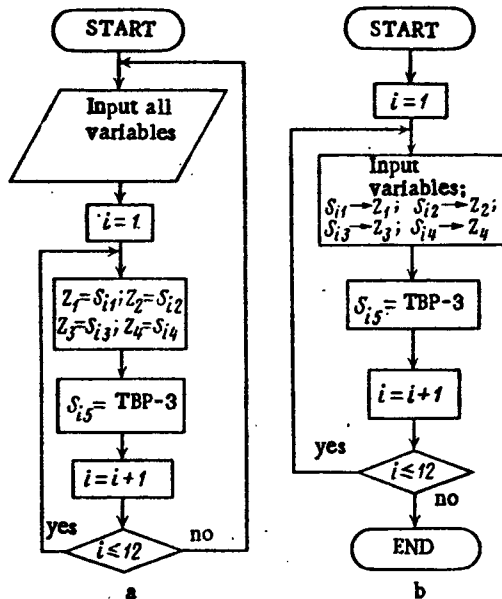 START
Input all
variables
i=1.
Z₁=Sᵢ₁; Z₂=Sᵢ₂
Z₃=Sᵢ₃; Z₄=Sᵢ₄
Sᵢ₅= TBP-3
i=i+1
yes
i≤12
no
a
START
i=1
Input
variables:
Sᵢ₁→Z₁; Sᵢ₂→Z₂;
Sᵢ₃→Z₃; Sᵢ₄→Z₄
Sᵢ₅= TBP-3
i=i+1
yes
i≤12
no
END
b